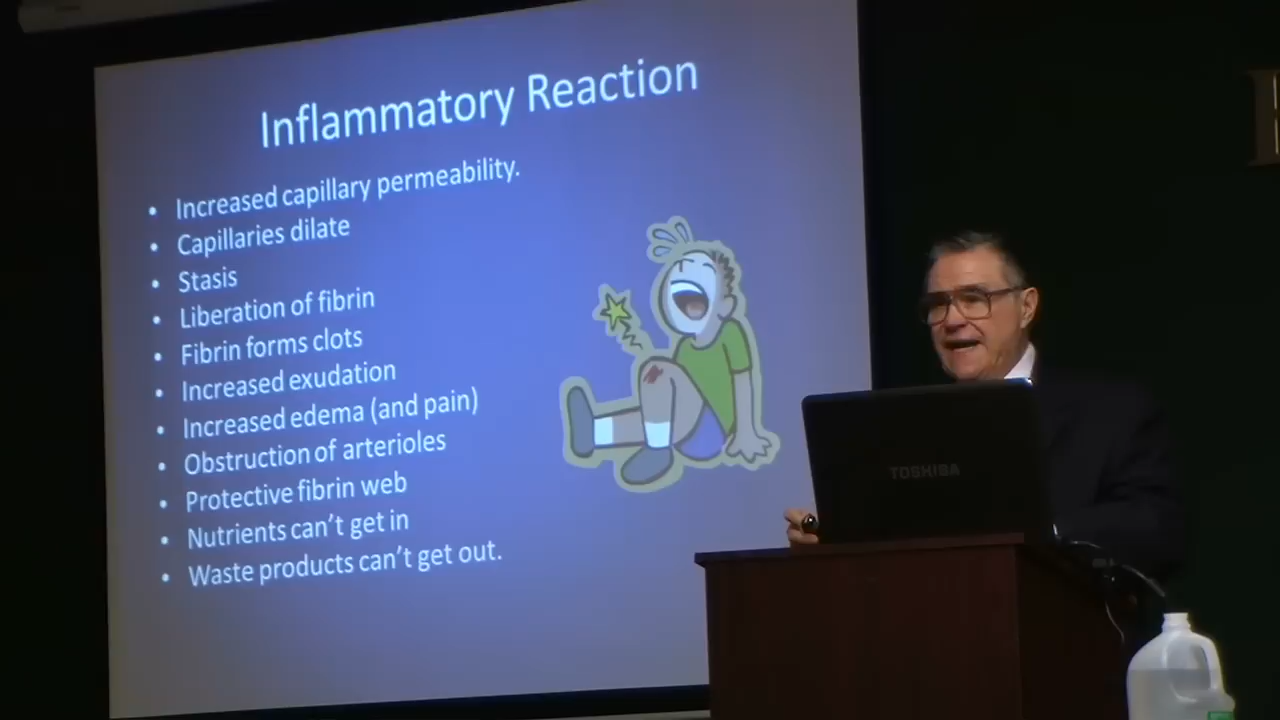 Inflammatory Reaction
• Increased capillary permeability.
• Capillaries dilate
• Stasis
• Liberation of fibrin
• Fibrin forms clots
• Increased exudation
• Increased edema (and pain)
• Obstruction of arterioles
• Protective fibrin web
• Nutrients can't get in
• Waste products can't get out.
TOSHIBA